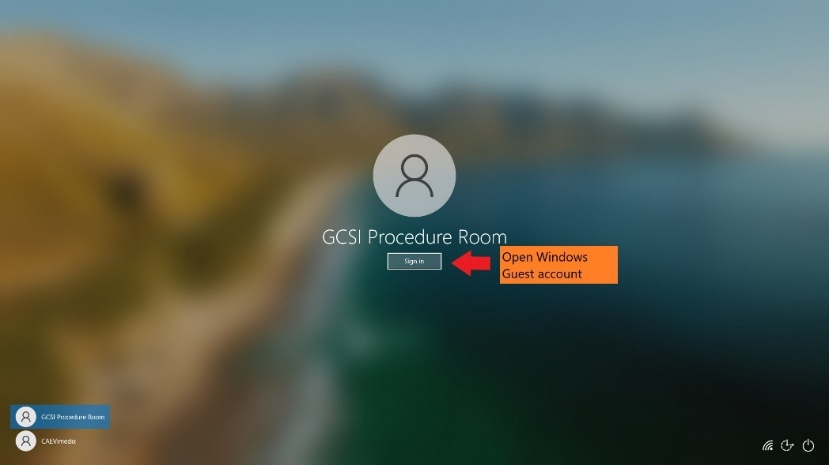 GCSI Procedure Room
Sign in
Open Windows
Guest account
GCSI Procedure Room
CAEVimedix